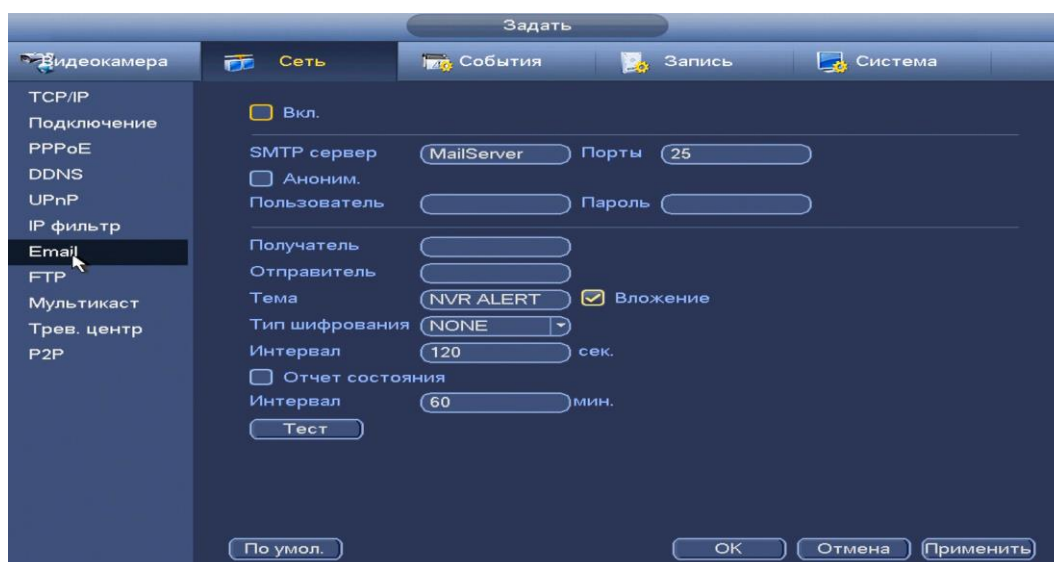 Задать
Видеокамера Сеть События Запись Система
TCP/IP
Подключение
PPPoE
DDNS
UPnP
IP фильтр
Email
FTP
Мультикаст
Трев. центр
P2P
Вкл.
SMTP сервер MailServer Порты 25
Аноним.
Пользователь Пароль
Получатель
Отправитель
Тема NVR ALERT Вложение
Тип шифрования NONE
Интервал 120 сек.
Отчет состояния
Интервал 60 мин.
Тест
По умол. OK Отмена Применить